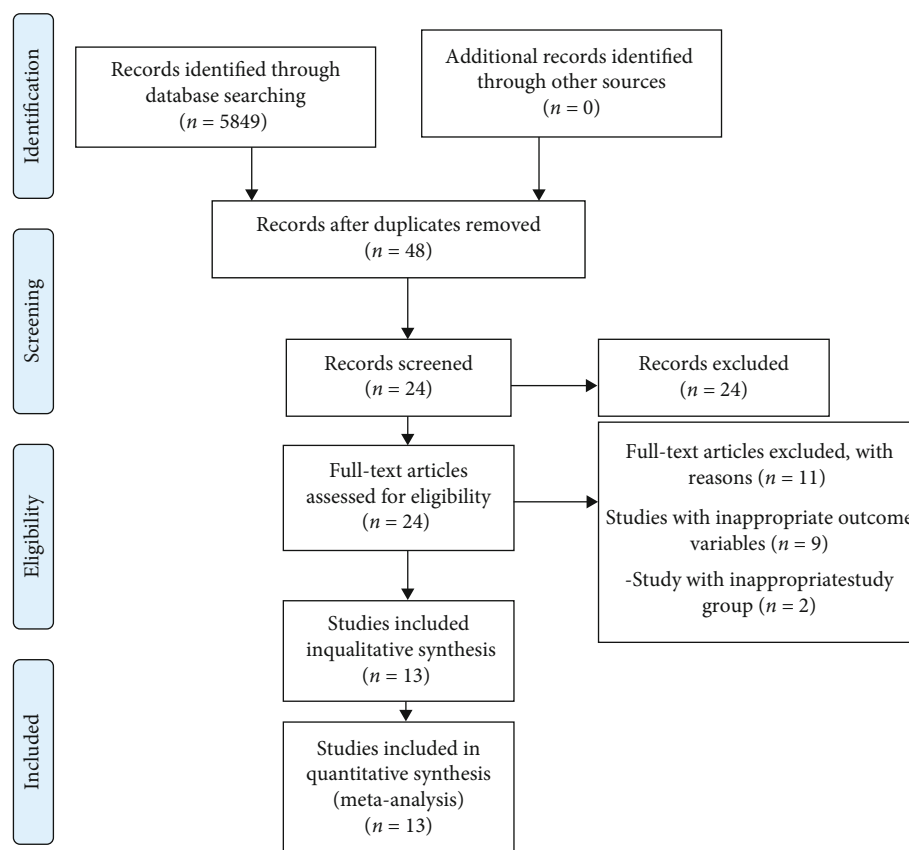 Identification
Records identified through
database searching
(n = 5849)
Additional records identified
through other sources
(n = 0)
Records after duplicates removed
(n = 48)
Screening
Records screened
(n = 24)
Records excluded
(n = 24)
Eligibility
Full-text articles
assessed for eligibility
(n = 24)
Full-text articles excluded, with
reasons (n = 11)
Studies with inappropriate outcome
variables (n = 9)
-Study with inappropriatestudy
group (n = 2)
Studies included
inqualitative synthesis
(n = 13)
Included
Studies included in
quantitative synthesis
(meta-analysis)
(n = 13)